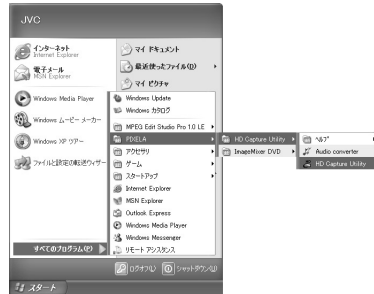 JVC
インターネット
Internet Explorer
電子メール
MSN Explorer
Windows Media Player
Windows ムービー メーカー
Windows XP ツアー
ファイルと設定の転送ウィザー
すべてのプログラム(P)
マイ ドキュメント
最近使ったファイル(D)
マイ ピクチャ
Windows Update
Windows カタログ
MPEG Edit Studio Pro 1.0 LE
PIXELA
アクセサリ
ゲーム
スタートアップ
Internet Explorer
MSN Explorer
Outlook Express
Windows Media Player
Windows Messenger
リモート アシスタンス
HD Capture Utility
ImageMixer DVD
ヘルプ
Audio converter
HD Capture Utility
ログオフ(L)
シャットダウン(U)
スタート